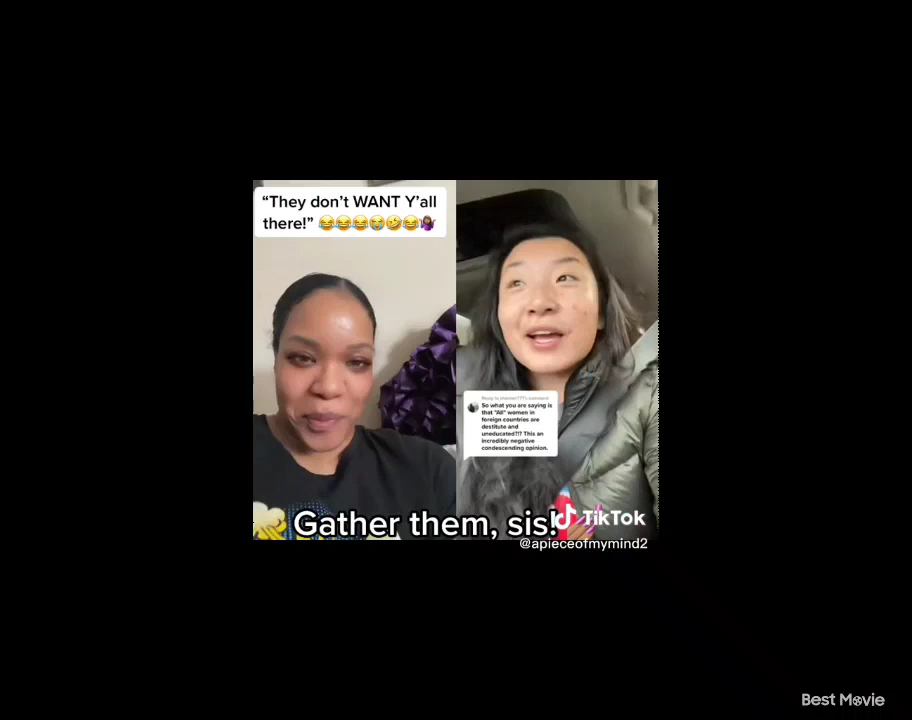 “They don’t WANT Y’all
there!” 😂😂😂😭🤣😂🤷🏾‍♀️
So what you are saying is
that "All" women in
foreign countries are
destitute and
uneducated?!? This an
incredibly negative
condescending opinion.
Gather them, sis!
TikTok
@apieceofmymind2
Best Movie